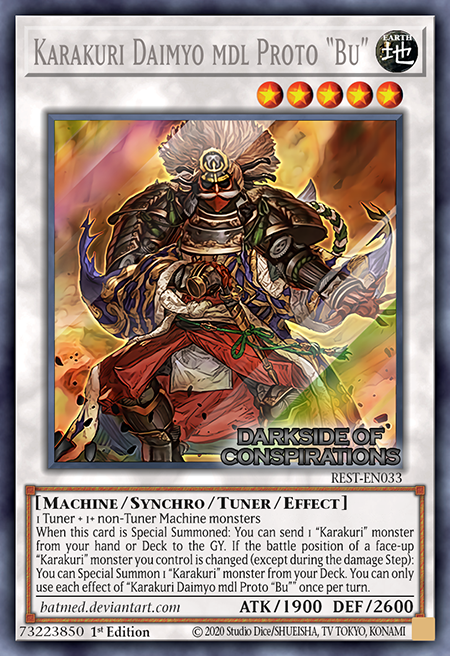 KARAKURI DAIMYO MDL PROTO "BU"
EARTH
地
DARKSIDE OF
CONSPIRATIONS
REST-EN033
[MACHINE/SYNCHRO/TUNER/EFFECT]
1 Tuner + 1+ non-Tuner Machine monsters
When this card is Special Summoned: You can send 1 “Karakuri” monster
from your hand or Deck to the GY. If the battle position of a face-up
“Karakuri” monster you control is changed (except during the damage Step):
You can Special Summon 1 “Karakuri” monster from your Deck. You can only
use each effect of “Karakuri Daimyo mdl Proto “Bu”” once per turn.
batmed.deviantart.com
ATK/1900 DEF/2600
73223850 1st Edition
© 2020 Studio Dice/SHUEISHA, TV TOKYO, KONAMI